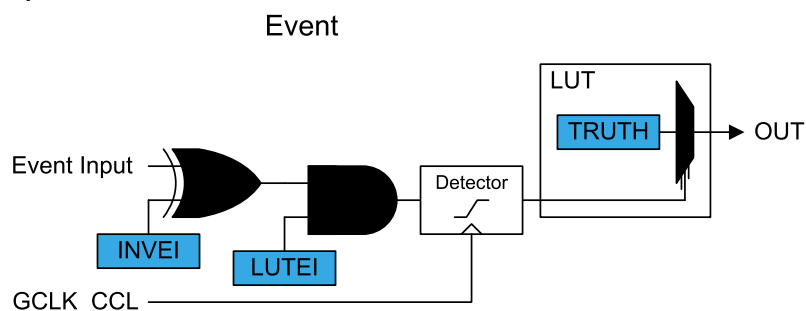 Event
LUT
TRUTH
OUT
Event Input
Detector
INVEI
LUTEI
GCLK CCL